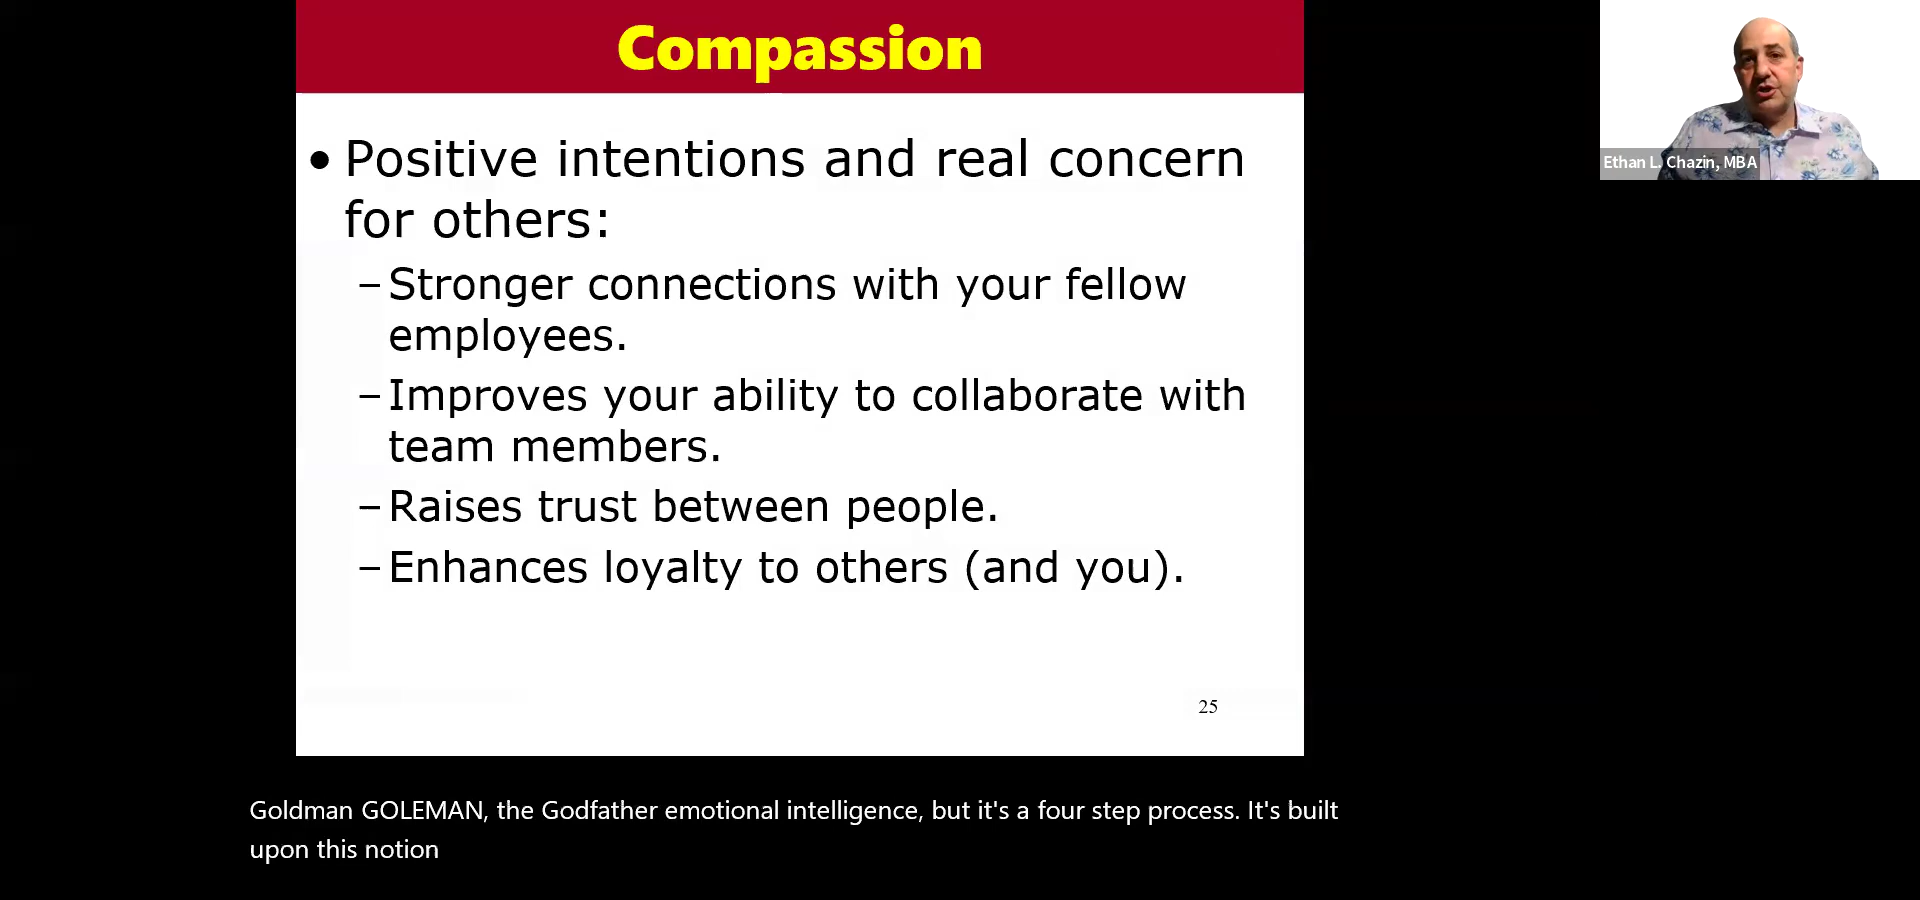 Compassion
• Positive intentions and real concern
for others:
–Stronger connections with your fellow
employees.
–Improves your ability to collaborate with
team members.
–Raises trust between people.
–Enhances loyalty to others (and you).
25
Ethan L. Chazin, MBA
Goldman GOLEMAN, the Godfather emotional intelligence, but it's a four step process. It's built
upon this notion